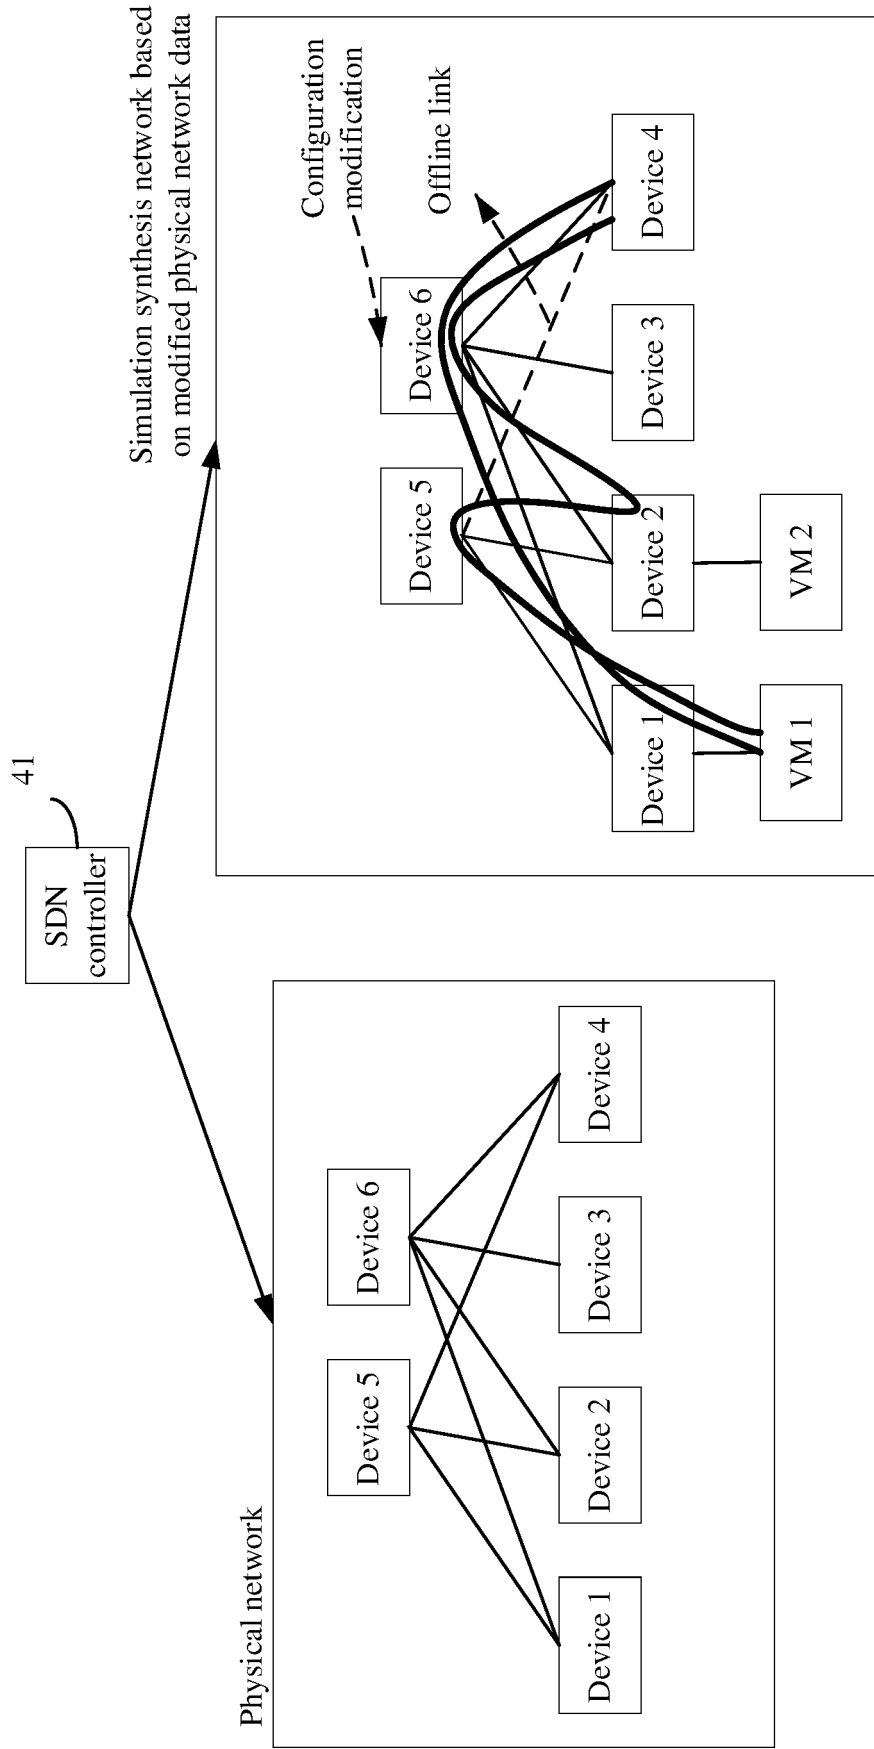 41
SDN
controller
Physical network
Device 5
Device 6
Device 1
Device 2
Device 3
Device 4
Simulation synthesis network based
on modified physical network data
Configuration
modification
Offline link
Device 5
Device 6
Device 1
Device 2
Device 3
Device 4
VM 1
VM 2